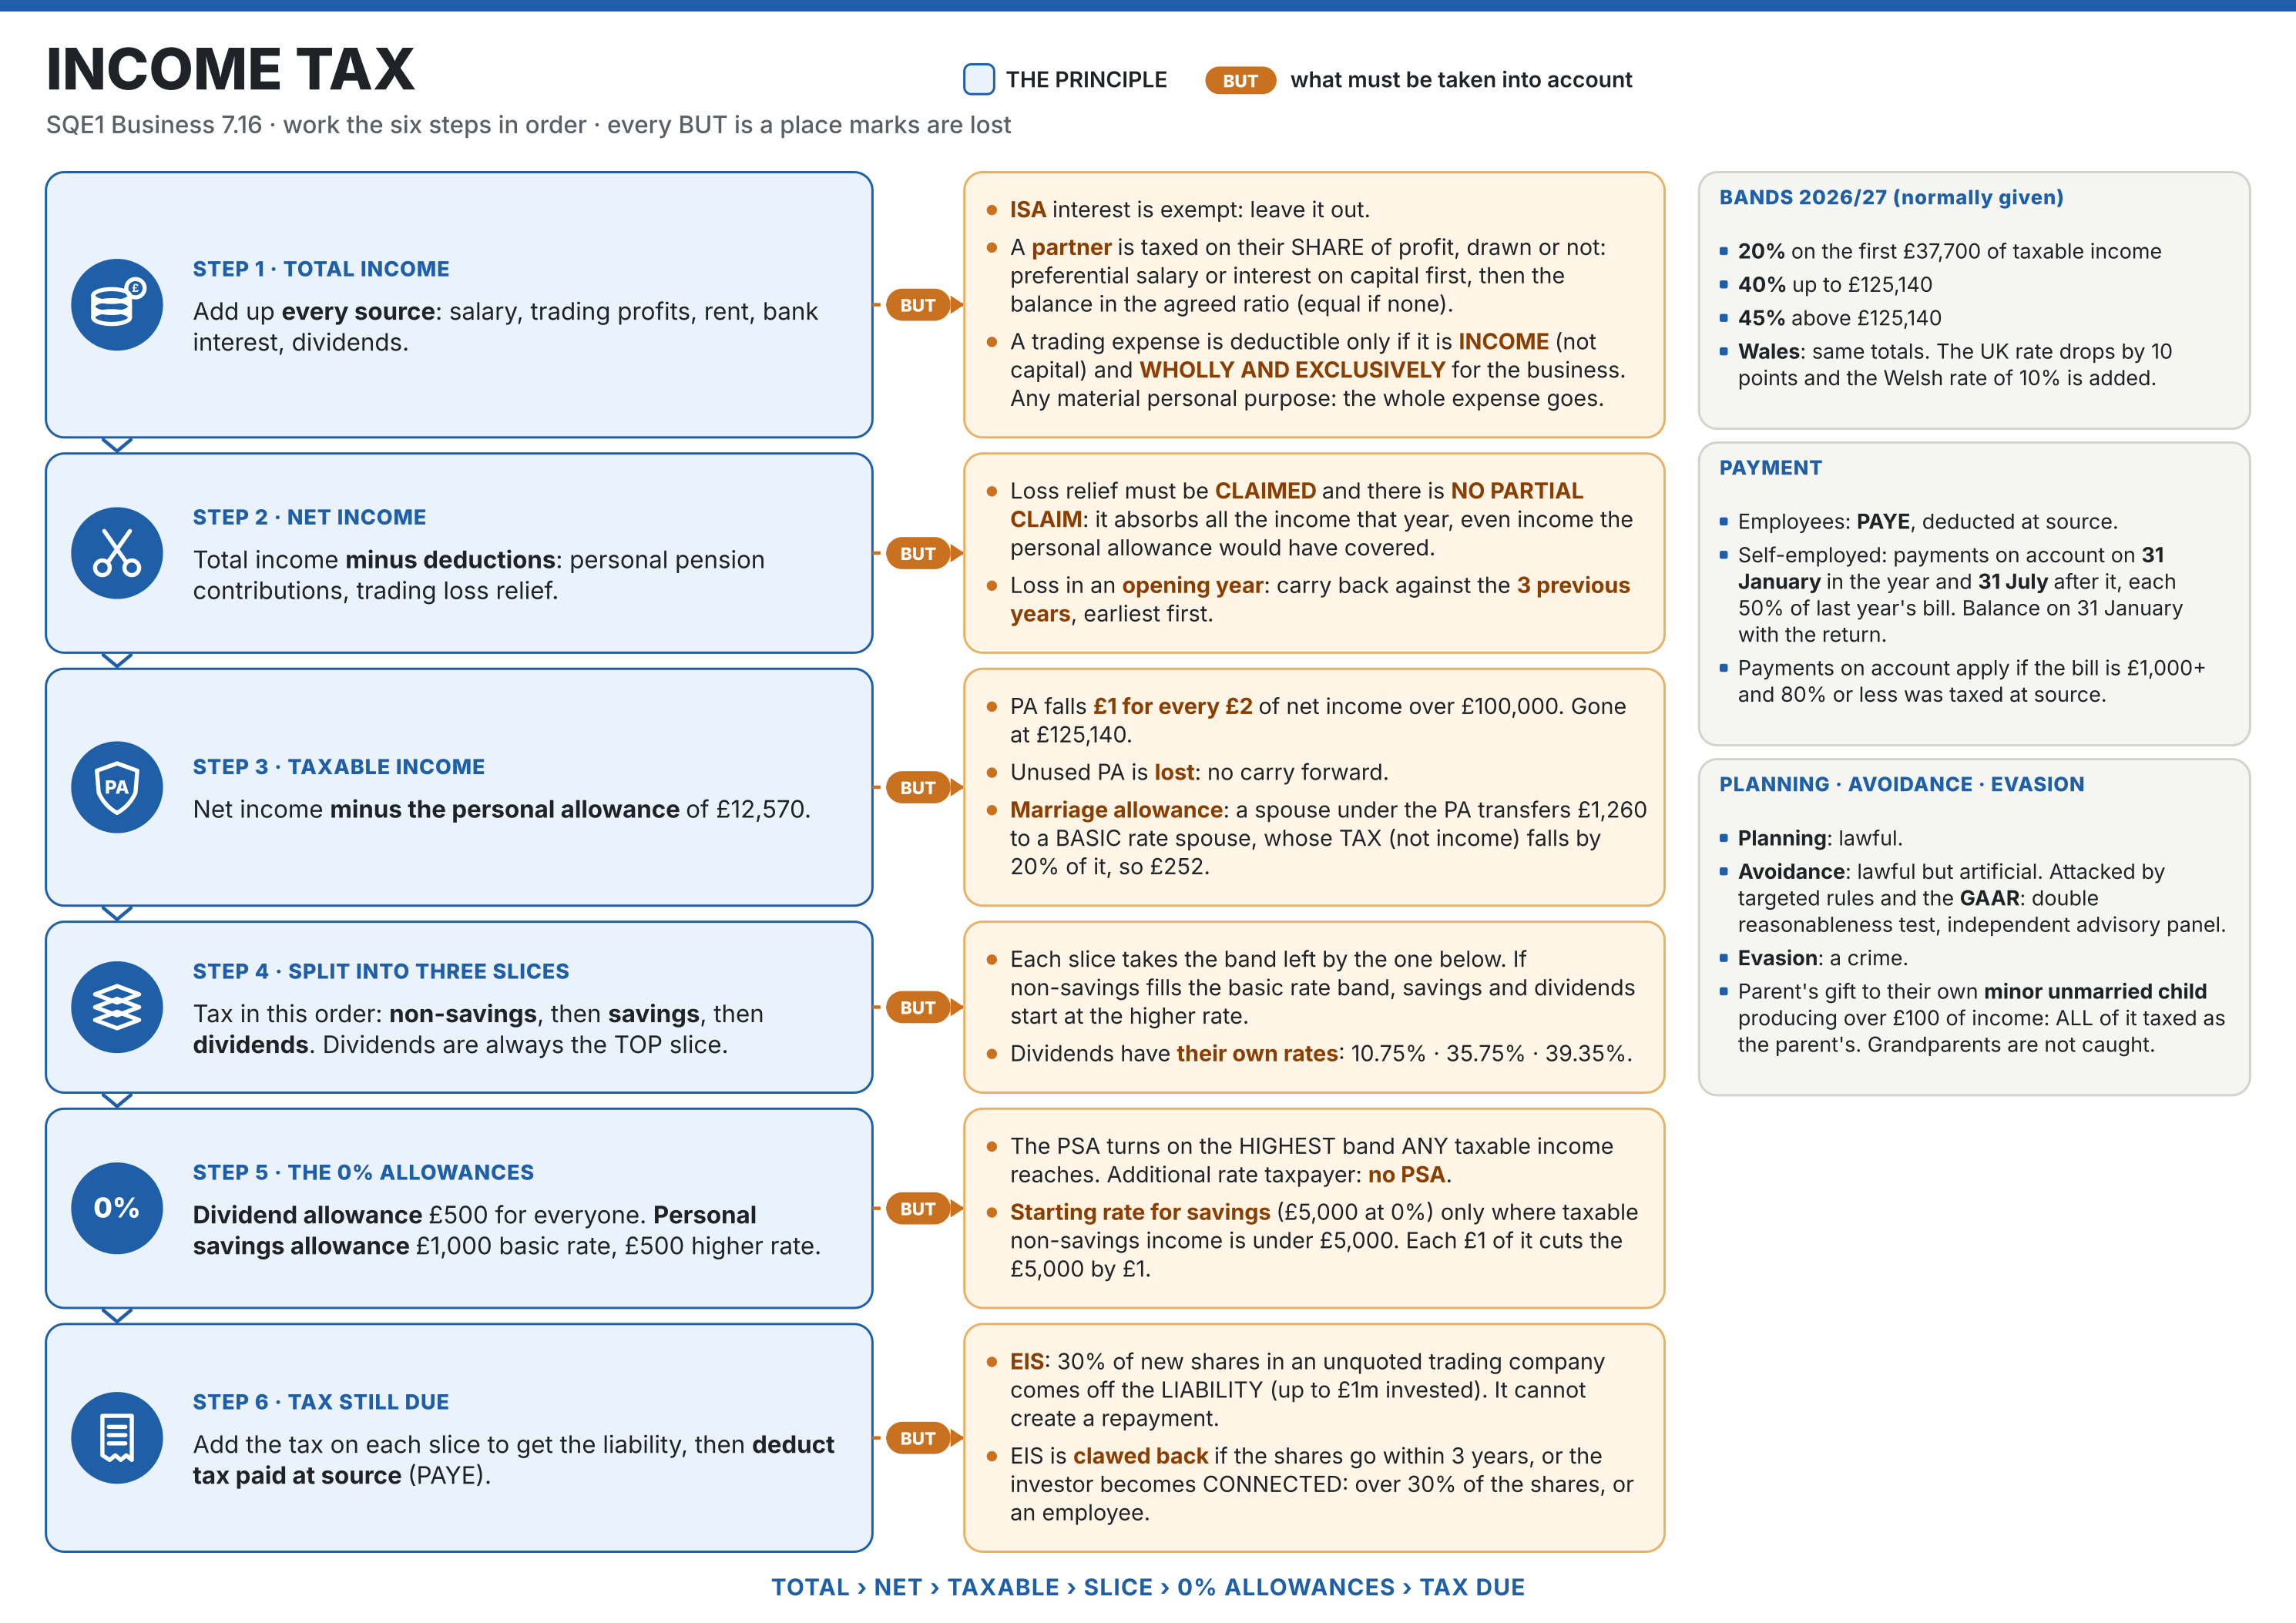 INCOME TAX
SQE1 Business 7.16 · work the six steps in order · every BUT is a place marks are lost
THE PRINCIPLE
BUT what must be taken into account
STEP 1 · TOTAL INCOME
Add up every source: salary, trading profits, rent, bank
interest, dividends.
BUT
ISA interest is exempt: leave it out.
A partner is taxed on their SHARE of profit, drawn or not:
preferential salary or interest on capital first, then the
balance in the agreed ratio (equal if none).
A trading expense is deductible only if it is INCOME (not
capital) and WHOLLY AND EXCLUSIVELY for the business.
Any material personal purpose: the whole expense goes.
STEP 2 · NET INCOME
Total income minus deductions: personal pension
contributions, trading loss relief.
BUT
Loss relief must be CLAIMED and there is NO PARTIAL
CLAIM: it absorbs all the income that year, even income the
personal allowance would have covered.
Loss in an opening year: carry back against the 3 previous
years, earliest first.
PA
STEP 3 · TAXABLE INCOME
Net income minus the personal allowance of £12,570.
BUT
PA falls £1 for every £2 of net income over £100,000. Gone
at £125,140.
Unused PA is lost: no carry forward.
Marriage allowance: a spouse under the PA transfers £1,260
to a BASIC rate spouse, whose TAX (not income) falls by
20% of it, so £252.
STEP 4 · SPLIT INTO THREE SLICES
Tax in this order: non-savings, then savings, then
dividends. Dividends are always the TOP slice.
BUT
Each slice takes the band left by the one below. If
non-savings fills the basic rate band, savings and dividends
start at the higher rate.
Dividends have their own rates: 10.75% · 35.75% · 39.35%.
0%
STEP 5 · THE 0% ALLOWANCES
Dividend allowance £500 for everyone. Personal
savings allowance £1,000 basic rate, £500 higher rate.
BUT
The PSA turns on the HIGHEST band ANY taxable income
reaches. Additional rate taxpayer: no PSA.
Starting rate for savings (£5,000 at 0%) only where taxable
non-savings income is under £5,000. Each £1 of it cuts the
£5,000 by £1.
STEP 6 · TAX STILL DUE
Add the tax on each slice to get the liability, then deduct
tax paid at source (PAYE).
BUT
EIS: 30% of new shares in an unquoted trading company
comes off the LIABILITY (up to £1m invested). It cannot
create a repayment.
EIS is clawed back if the shares go within 3 years, or the
investor becomes CONNECTED: over 30% of the shares, or
an employee.
BANDS 2026/27 (normally given)
20% on the first £37,700 of taxable income
40% up to £125,140
45% above £125,140
Wales: same totals. The UK rate drops by 10
points and the Welsh rate of 10% is added.
PAYMENT
Employees: PAYE, deducted at source.
Self-employed: payments on account on 31
January in the year and 31 July after it, each
50% of last year's bill. Balance on 31 January
with the return.
Payments on account apply if the bill is £1,000+
and 80% or less was taxed at source.
PLANNING · AVOIDANCE · EVASION
Planning: lawful.
Avoidance: lawful but artificial. Attacked by
targeted rules and the GAAR: double
reasonableness test, independent advisory panel.
Evasion: a crime.
Parent's gift to their own minor unmarried child
producing over £100 of income: ALL of it taxed as
the parent's. Grandparents are not caught.
TOTAL › NET › TAXABLE › SLICE › 0% ALLOWANCES › TAX DUE